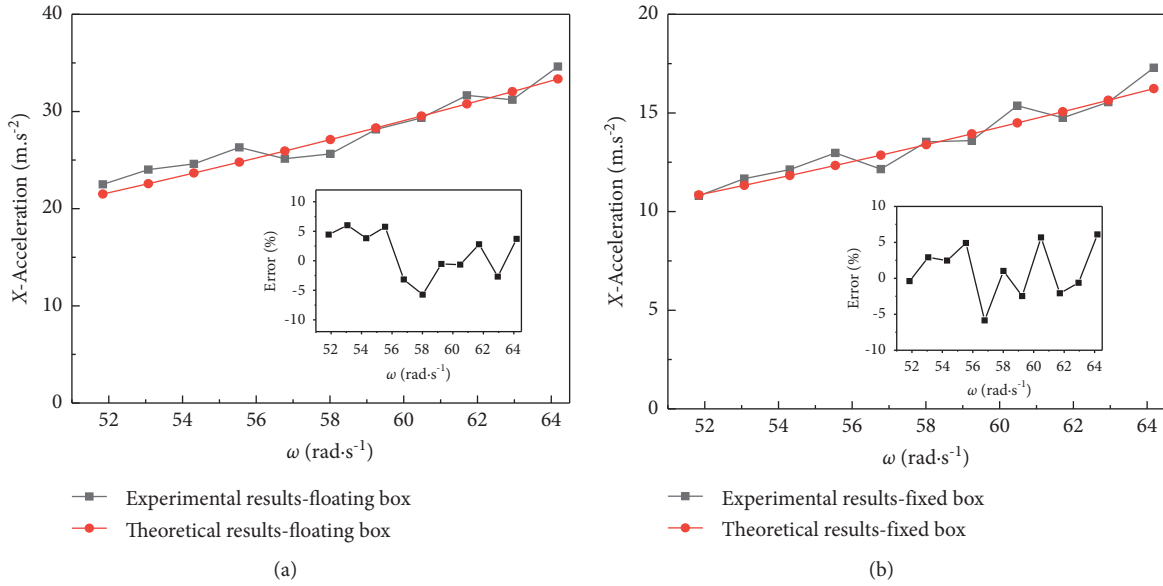 40
30
20
10
0
X-Acceleration (m.s-2)
52 54 56 58 60 62 64
ω (rad·s-1)
10
5
0
-5
-10
Error (%)
52 54 56 58 60 62 64
ω (rad·s-1)
Experimental results-floating box
Theoretical results-floating box
(a)
20
15
10
5
0
X-Acceleration (m.s-2)
52 54 56 58 60 62 64
ω (rad·s-1)
10
5
0
-5
-10
Error (%)
52 54 56 58 60 62 64
ω (rad·s-1)
Experimental results-fixed box
Theoretical results-fixed box
(b)